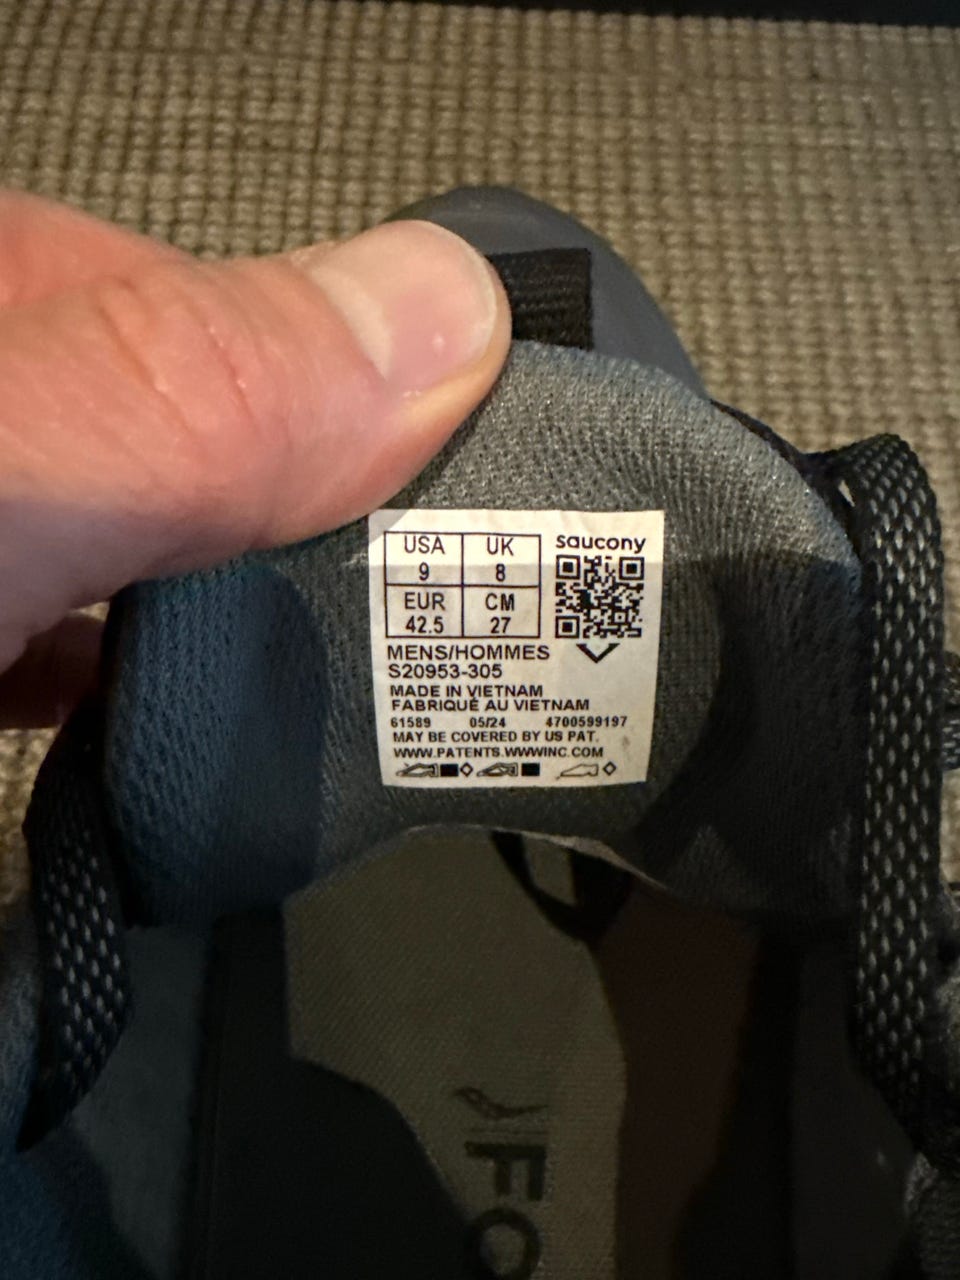 USA UK
9 8
EUR CM
42.5 27
saucony
MENS/HOMMES
S20953-305
MADE IN VIETNAM
FABRIQUÉ AU VIETNAM
61589 05/24 4700599197
MAY BE COVERED BY US PAT.
WWW.PATENTS.WWWINC.COM